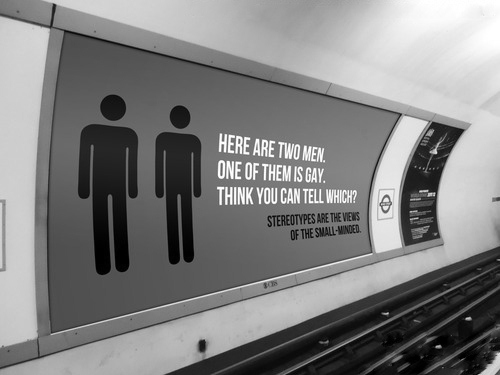 HERE ARE TWO MEN.
ONE OF THEM IS GAY.
THINK YOU CAN TELL WHICH?
STEREOTYPES ARE THE VIEWS
OF THE SMALL-MINDED.
CBS